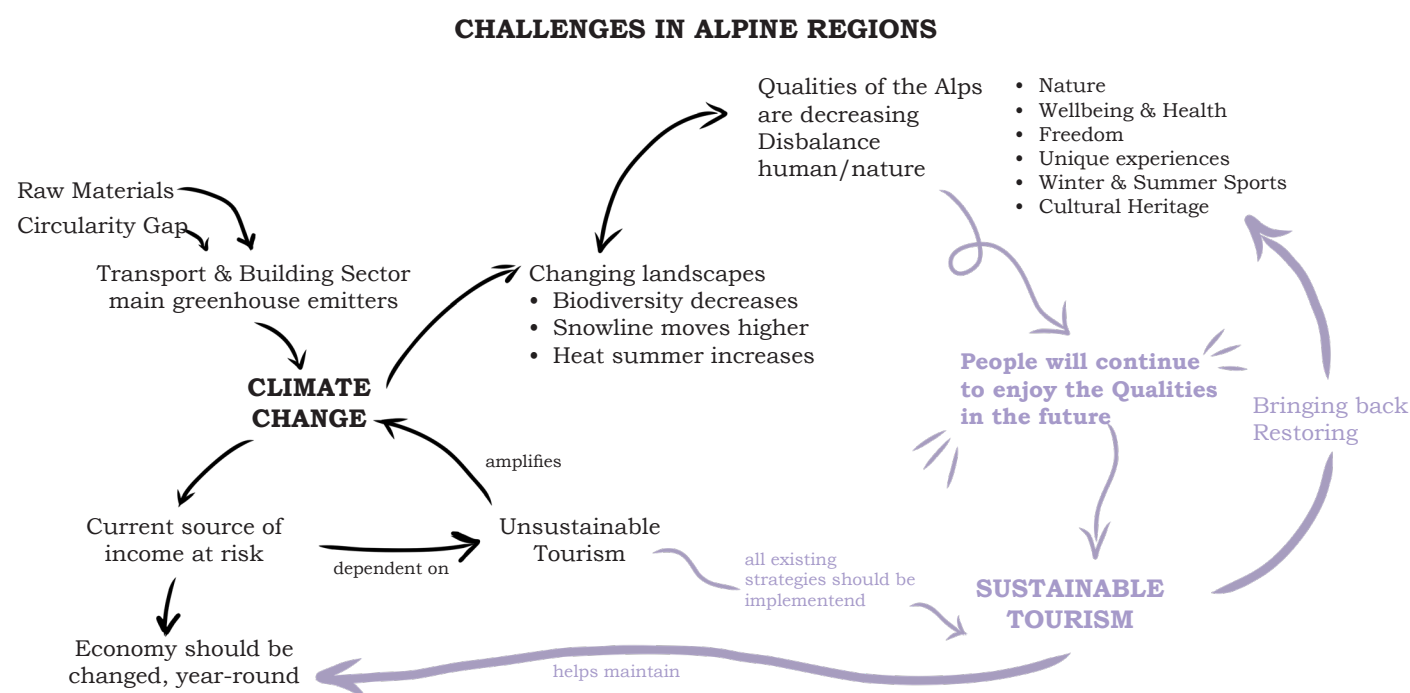 CHALLENGES IN ALPINE REGIONS
Qualities of the Alps
are decreasing
Disbalance
human/nature
• Nature
• Wellbeing & Health
• Freedom
• Unique experiences
• Winter & Summer Sports
• Cultural Heritage
Raw Materials
Circularity Gap
Transport & Building Sector
main greenhouse emitters
Changing landscapes
• Biodiversity decreases
• Snowline moves higher
• Heat summer increases
CLIMATE
CHANGE
People will continue
to enjoy the Qualities
in the future
Bringing back
Restoring
amplifies
Current source of
income at risk
dependent on
Unsustainable
Tourism
all existing
strategies should be
implementend
SUSTAINABLE
TOURISM
Economy should be
changed, year-round
helps maintain